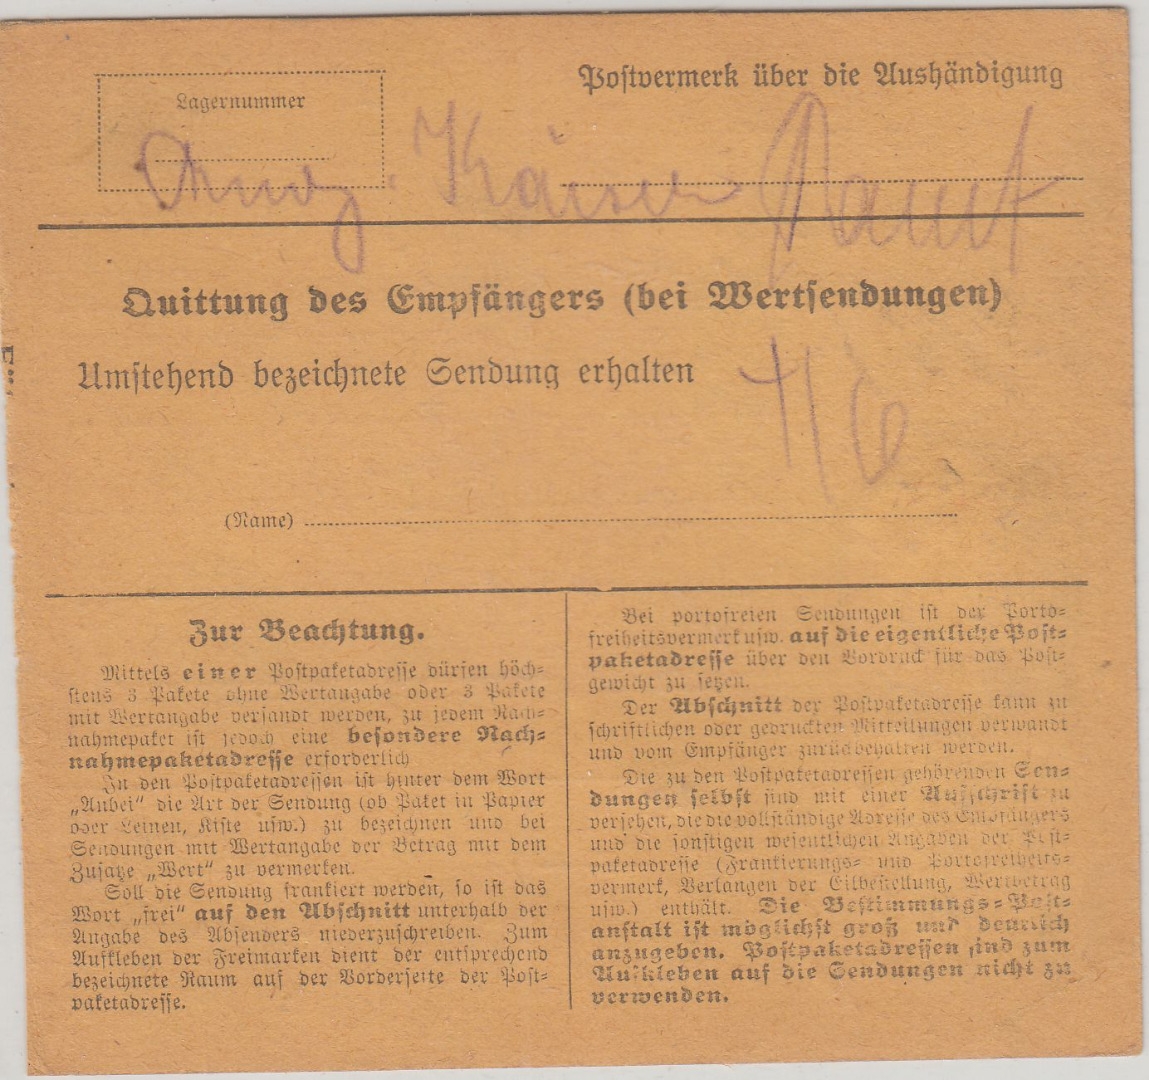 Postvermerk über die Aushändigung
Lagernummer
Quittung des Empfängers (bei Wertsendungen)
Umstehend bezeichnete Sendung erhalten
(Name)
Zur Beachtung.
Mittels einer Postpaketadresse dürfen höch-
stens 3 Pakete ohne Wertangabe oder 3 Pakete
mit Wertangabe versandt werden, zu jedem Nach-
nahmepaket ist jedoch eine besondere Nach-
nahmepaketadresse erforderlich
In den Postpaketadressen ist hinter dem Wort
„Anbei“ die Art der Sendung (ob Paket in Papier
oder Leinen, Kiste usw.) zu bezeichnen und bei
Sendungen mit Wertangabe der Betrag mit dem
Zusatze „Wert“ zu vermerken.
Soll die Sendung frankiert werden, so ist das
Wort „frei“ auf den Abschnitt unterhalb der
Angabe des Absenders niederzuschreiben. Zum
Aufkleben der Freimarken dient der entsprechend
bezeichnete Raum auf der Vorderseite der Post-
paketadresse.
Bei portofreien Sendungen ist der Porto-
freiheitsvermerk usw. auf die eigentliche Post-
paketadresse über den Vordruck für das Post-
gewicht zu setzen.
Der Abschnitt der Postpaketadresse kann zu
schriftlichen oder gedruckten Mitteilungen verwandt
und vom Empfänger zurückbehalten werden.
Die zu den Postpaketadressen gehörenden Sen-
dungen selbst sind mit einer Aufschrift zu
versehen, die die vollständige Adresse des Empfängers
und die sonstigen wesentlichen Angaben der Post-
paketadresse (Frankierungs- und Portofreiheits-
vermerk, Verlangen der Eilbestellung, Wertbetrag
usw.) enthält. Die Bestimmungs-Post-
anstalt ist möglichst groß und deutlich
anzugeben. Postpaketadressen sind zum
Aufkleben auf die Sendungen nicht zu
verwenden.